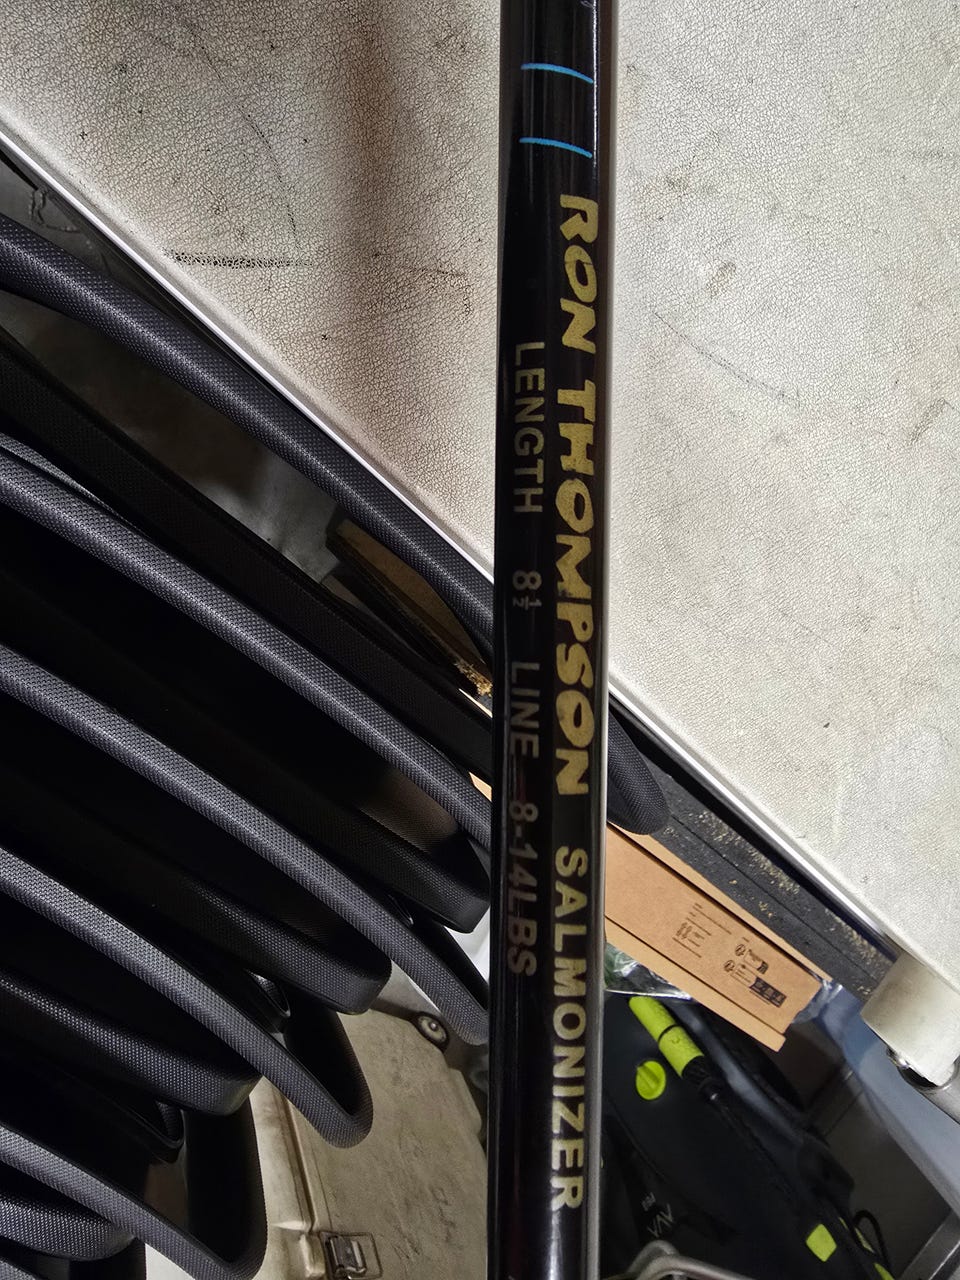 RON THOMPSON SALMONIZER
LENGTH 8½ LINE 8-14LBS